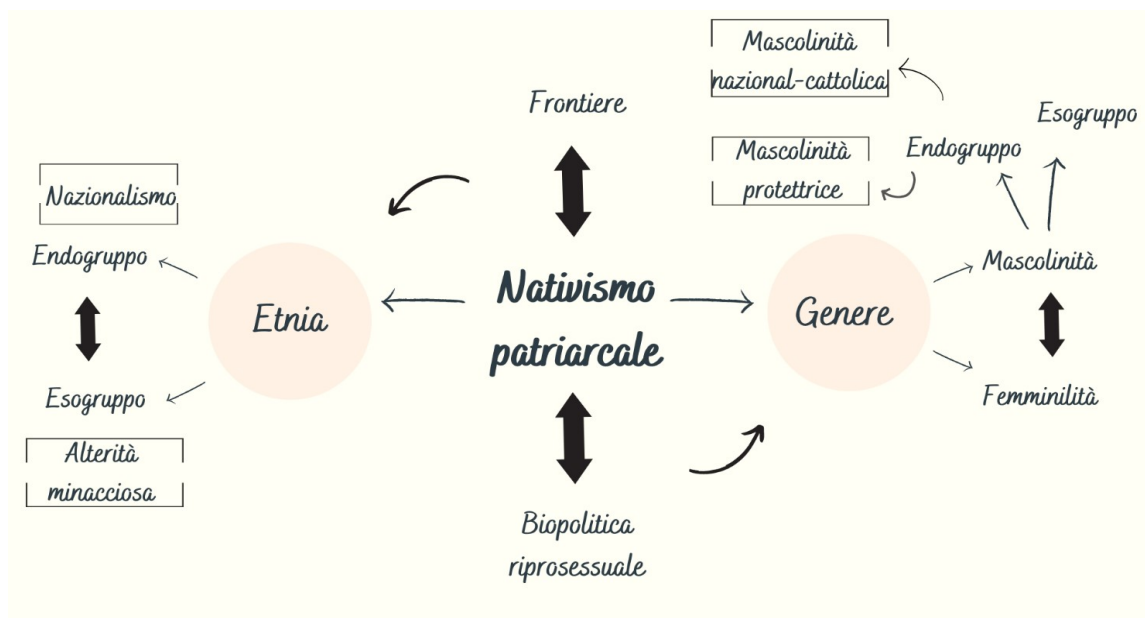 Mascolinità
nazional-cattolica
Frontiere
Esogruppo
Endogruppo
Mascolinità
protettrice
Nazionalismo
Endogruppo
Mascolinità
Nativismo
patriarcale
Etnia
Genere
Esogruppo
Femminilità
Alterità
minacciosa
Biopolitica
riprosessuale